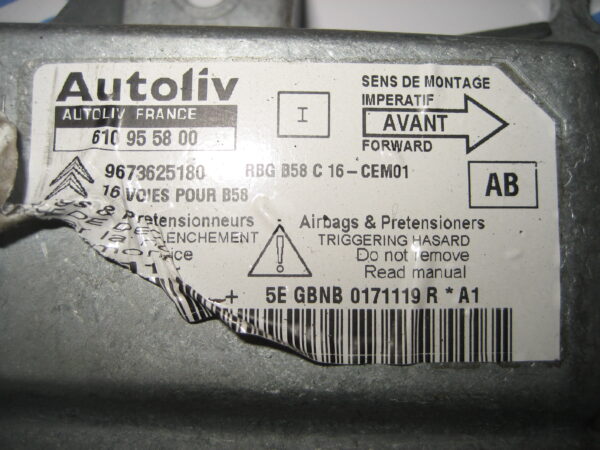 Autoliv
AUTOLIV FRANCE
610 95 58 00
I
SENS DE MONTAGE
IMPERATIF
AVANT
FORWARD
9673625180 RBG B58 C 16-CEM01
16 VOIES POUR B58
AB
& Pretensionneurs
Airbags & Pretensioners
TRIGGERING HASARD
Do not remove
Read manual
-+ 5E GBNB 0171119 R * A1